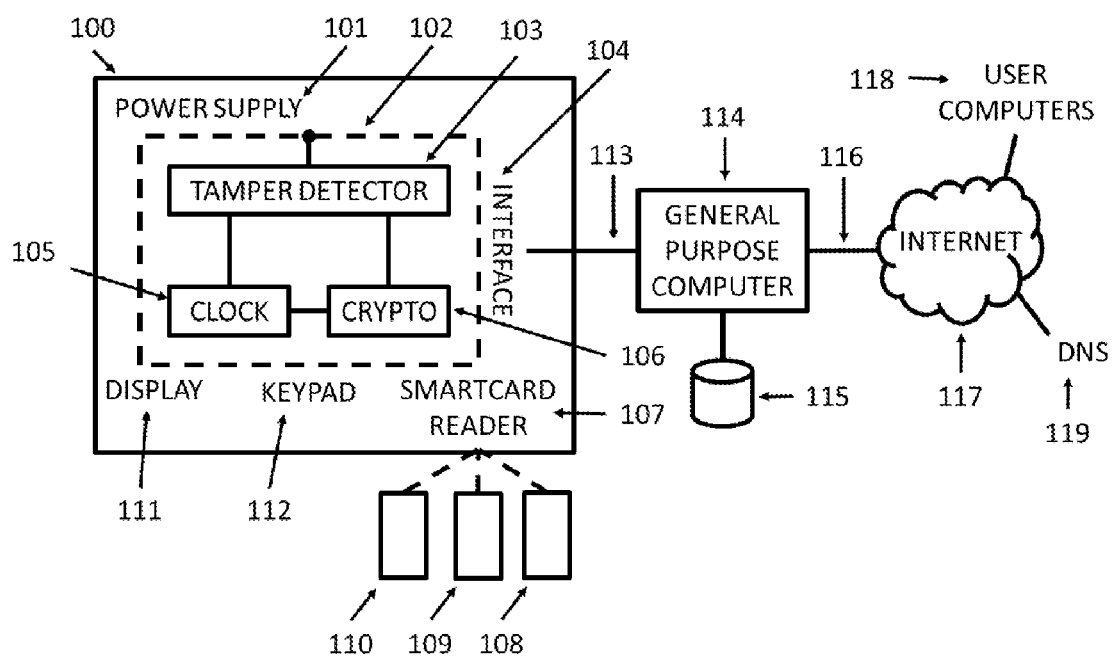 100
101
102
103
104
POWER SUPPLY
118
USER
COMPUTERS
114
113
116
TAMPER DETECTOR
INTERFACE
GENERAL
PURPOSE
COMPUTER
INTERNET
105
CLOCK
CRYPTO
106
DNS
DISPLAY
KEYPAD
SMARTCARD
READER
107
115
117
119
111
112
110
109
108